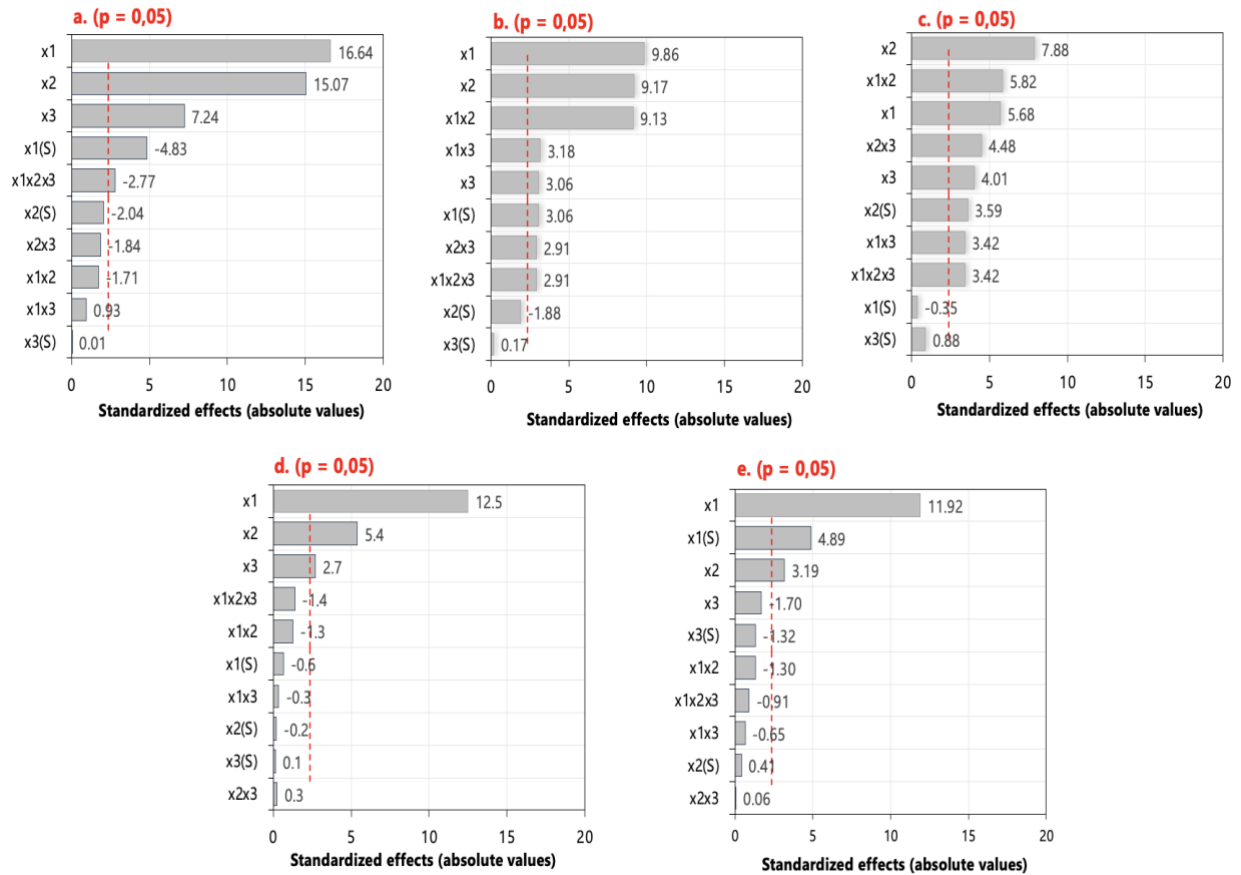 a. (p = 0,05)
x1 16.64
x2 15.07
x3 7.24
x1(S) -4.83
x1x2x3 -2.77
x2(S) -2.04
x2x3 -1.84
x1x2 -1.71
x1x3 0.93
x3(S) 0.01
0 5 10 15 20
Standardized effects (absolute values)
b. (p = 0,05)
x1 9.86
x2 9.17
x1x2 9.13
x1x3 3.18
x3 3.06
x1(S) 3.06
x2x3 2.91
x1x2x3 2.91
x2(S) -1.88
x3(S) 0.17
0 5 10 15 20
Standardized effects (absolute values)
c. (p = 0,05)
x2 7.88
x1x2 5.82
x1 5.68
x2x3 4.48
x3 4.01
x2(S) 3.59
x1x3 3.42
x1x2x3 3.42
x1(S) -0.35
x3(S) 0.88
0 5 10 15 20
Standardized effects (absolute values)
d. (p = 0,05)
x1 12.5
x2 5.4
x3 2.7
x1x2x3 -1.4
x1x2 -1.3
x1(S) -0.6
x1x3 -0.3
x2(S) -0.2
x3(S) 0.1
x2x3 0.3
0 5 10 15 20
Standardized effects (absolute values)
e. (p = 0,05)
x1 11.92
x1(S) 4.89
x2 3.19
x3 -1.70
x3(S) -1.32
x1x2 -1.30
x1x2x3 -0.91
x1x3 -0.65
x2(S) 0.41
x2x3 0.06
0 5 10 15 20
Standardized effects (absolute values)